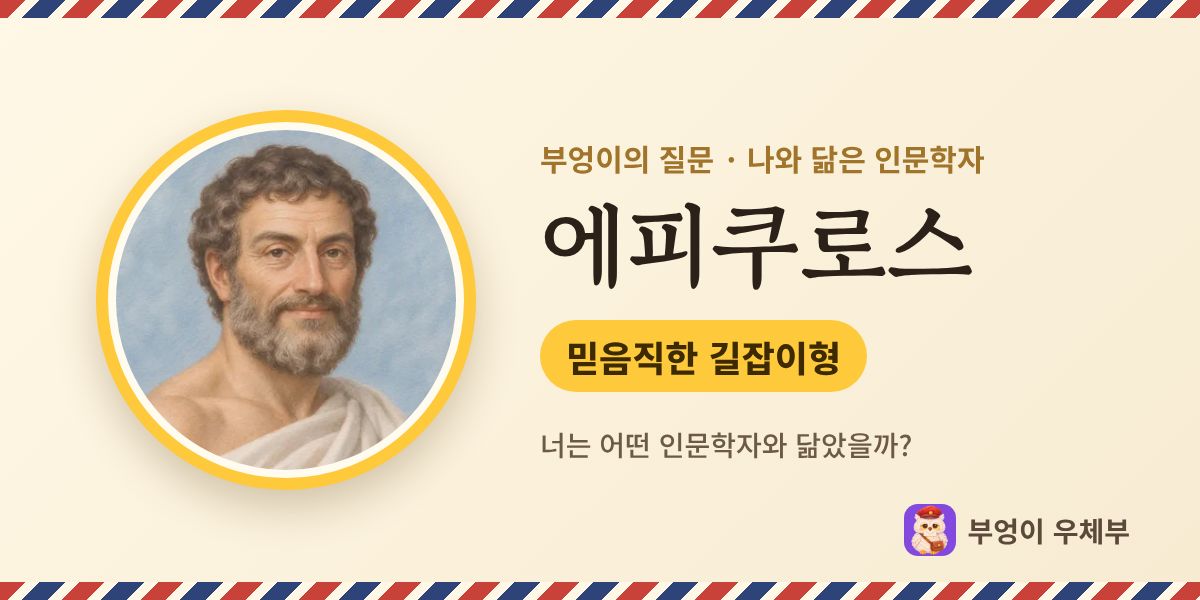 부엉이의 질문 · 나와 닮은 인문학자
에피쿠로스
믿음직한 길잡이형
너는 어떤 인문학자와 닮았을까?
부엉이 우체부